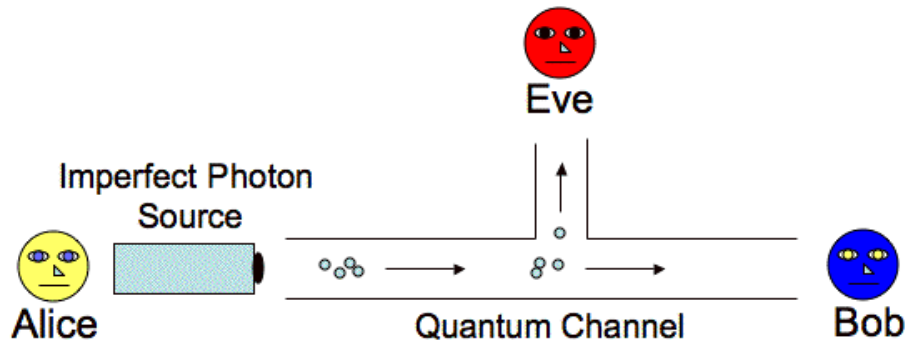 Eve
Imperfect Photon
Source
Alice
Quantum Channel
Bob